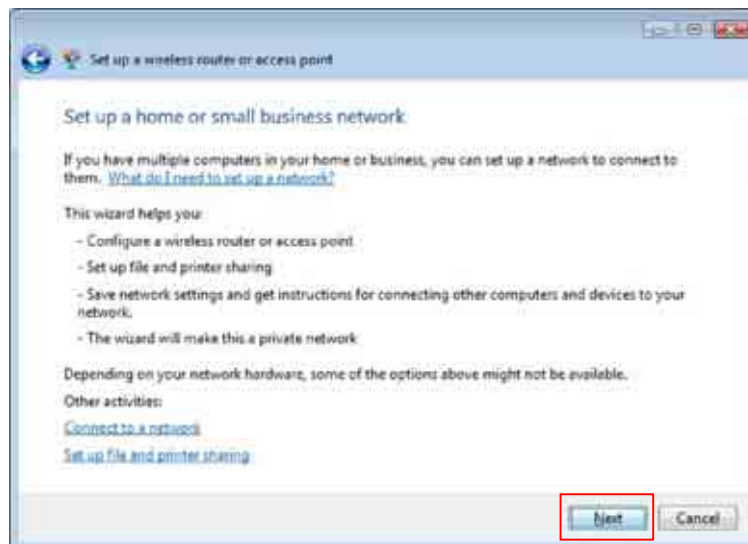 Set up a wireless router or access point
Set up a home or small business network
If you have multiple computers in your home or business, you can set up a network to connect to
them. What do I need to set up a network?
This wizard helps you:
- Configure a wireless router or access point
- Set up file and printer sharing
- Save network settings and get instructions for connecting other computers and devices to your
network.
- The wizard will make this a private network
Depending on your network hardware, some of the options above might not be available.
Other activities:
Connect to a network
Set up file and printer sharing
Next Cancel